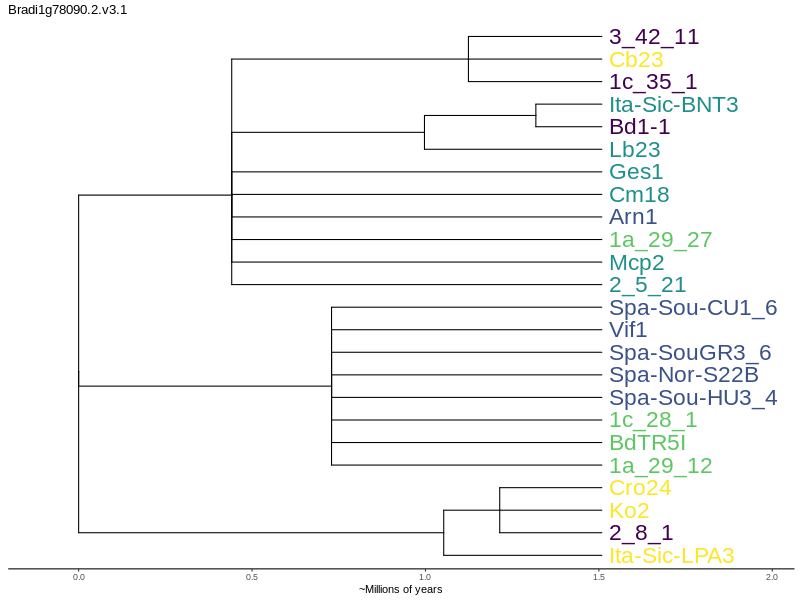 Bradi1g78090.2.v3.1
3_42_11
Cb23
1c_35_1
Ita-Sic-BNT3
Bd1-1
Lb23
Ges1
Cm18
Arn1
1a_29_27
Mcp2
2_5_21
Spa-Sou-CU1_6
Vif1
Spa-SouGR3_6
Spa-Nor-S22B
Spa-Sou-HU3_4
1c_28_1
BdTR5I
1a_29_12
Cro24
Ko2
2_8_1
Ita-Sic-LPA3
0.0 0.5 1.0 1.5 2.0
~Millions of years